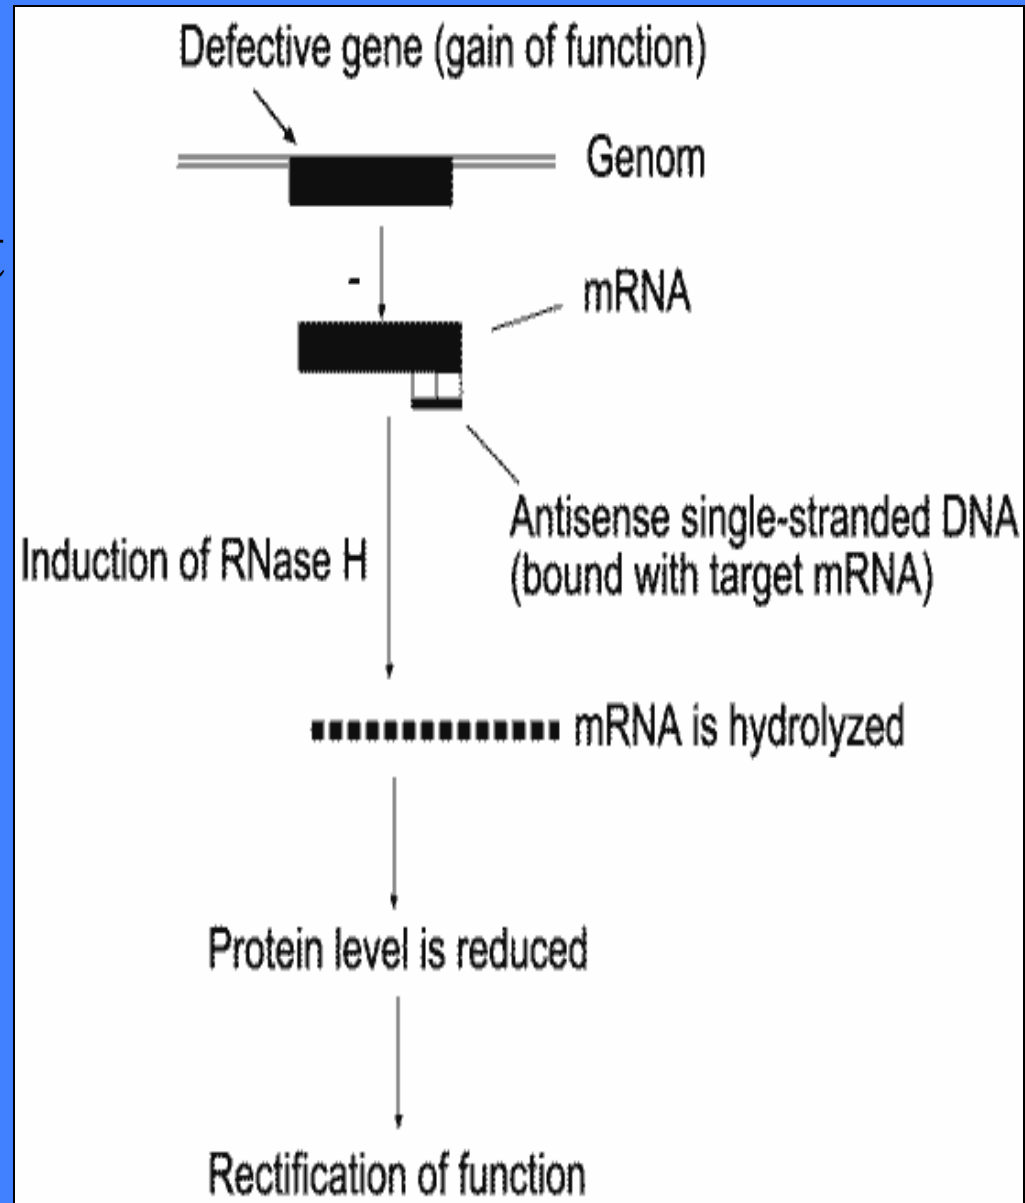 Defective gene (gain of function)
Genom
-
mRNA
Antisense single-stranded DNA
(bound with target mRNA)
Induction of RNase H
mRNA is hydrolyzed
Protein level is reduced
Rectification of function